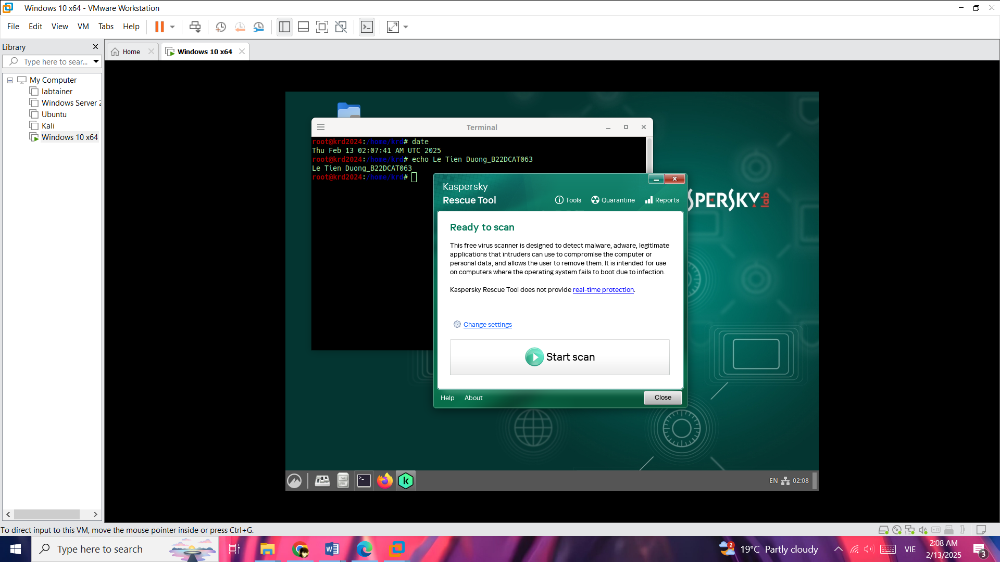 Windows 10 x64 - VMware Workstation
File Edit View VM Tabs Help
Library
Home
Windows 10 x64
Type here to sear...
My Computer
labtainer
Windows Server 2
Ubuntu
Kali
Windows 10 x64
Terminal
root@krd2024:/home/krd# date
Thu Feb 13 02:07:41 AM UTC 2025
root@krd2024:/home/krd# echo Le Tien Duong_B22DCAT063
Le Tien Duong_B22DCAT063
root@krd2024:/home/krd#
SPERSKY lab
Kaspersky
Rescue Tool
Tools
Quarantine
Reports
Ready to scan
This free virus scanner is designed to detect malware, adware, legitimate
applications that intruders can use to compromise the computer or
personal data, and allows the user to remove them. It is intended for use
on computers where the operating system fails to boot due to infection.
Kaspersky Rescue Tool does not provide real-time protection.
Change settings
Start scan
Help About
Close
EN 02:08
To direct input to this VM, move the mouse pointer inside or press Ctrl+G.
Type here to search
2
19°C Partly cloudy
VIE
2:08 AM
2/13/2025
3